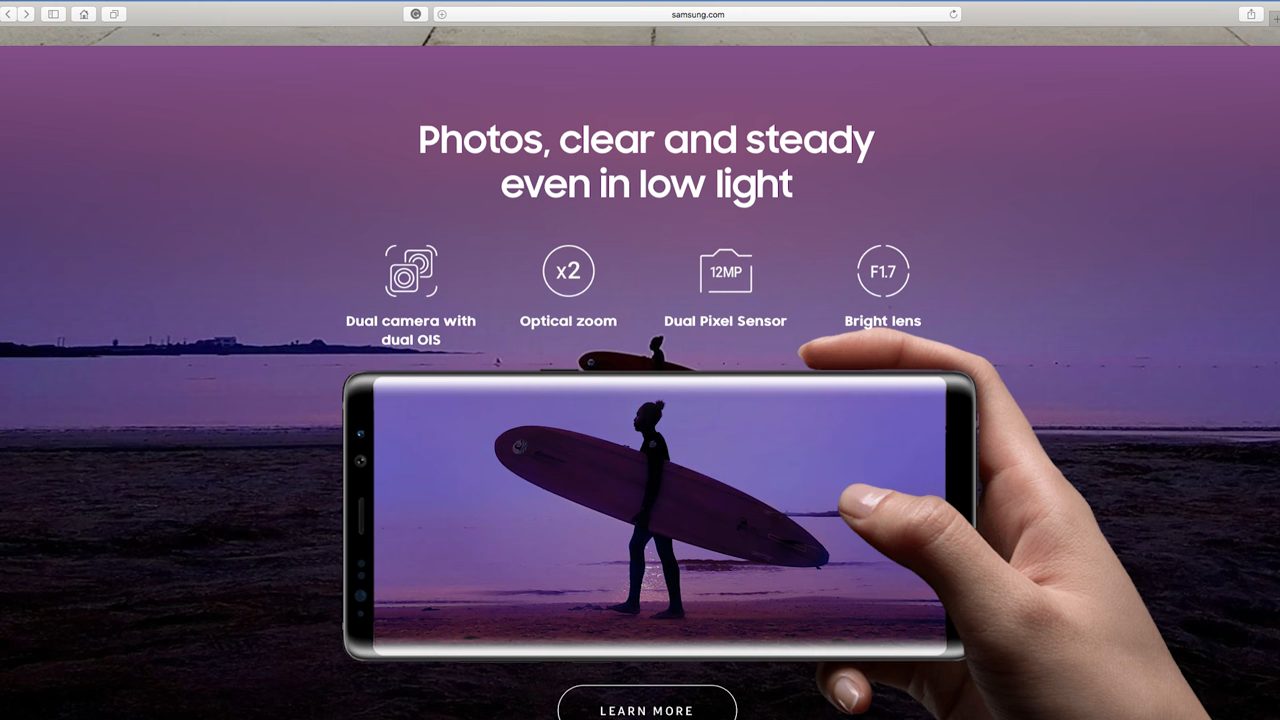 samsung.com
Photos, clear and steady
even in low light
x2
12MP
F1.7
Dual camera with
dual OIS
Optical zoom
Dual Pixel Sensor
Bright lens
LEARN MORE